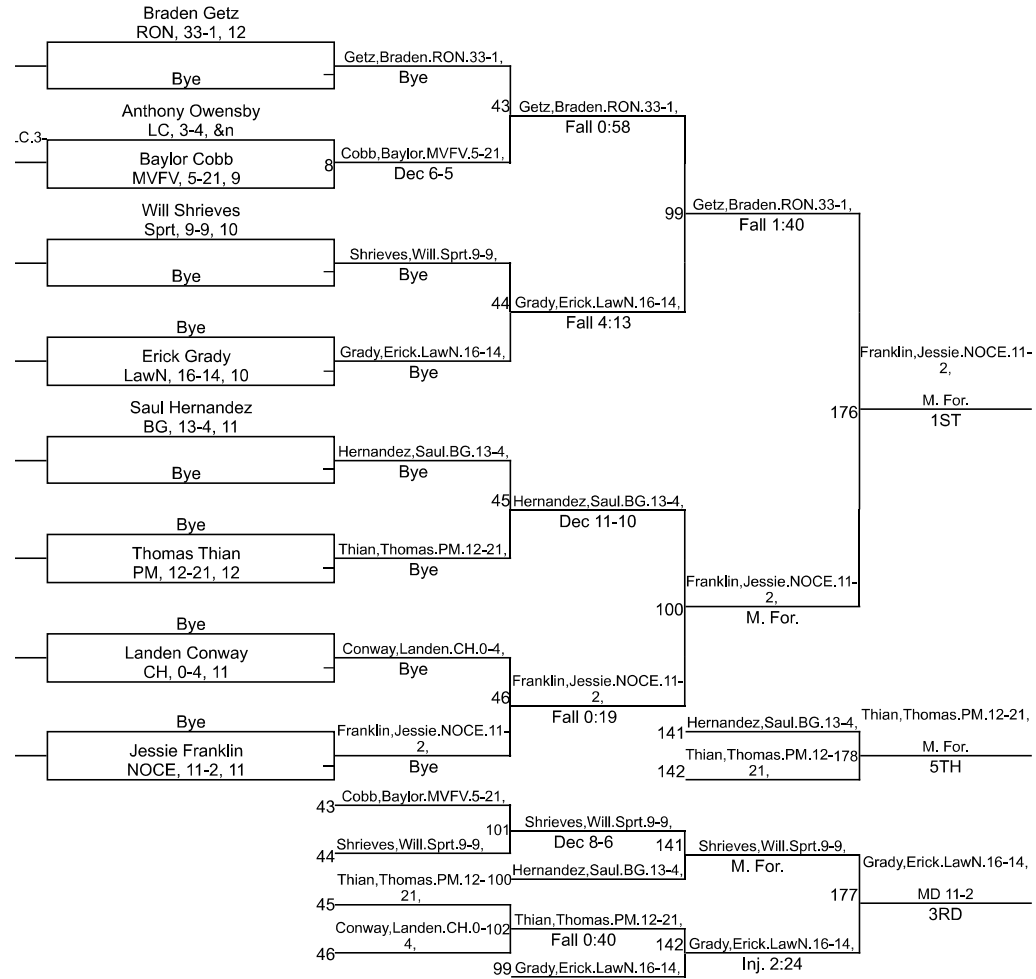 Braden Getz
RON, 33-1, 12
Getz,Braden.RON.33-1,
Bye
Bye
43
Getz,Braden.RON.33-1,
Fall 0:58
Anthony Owensby
LC, 3-4, &n
LC.3-
Baylor Cobb
MVFV, 5-21, 9
8
Cobb,Baylor.MVFV.5-21,
Dec 6-5
99
Getz,Braden.RON.33-1,
Fall 1:40
Will Shrieves
Sprt, 9-9, 10
Shrieves,Will.Sprt.9-9,
Bye
Bye
44
Grady,Erick.LawN.16-14,
Fall 4:13
Bye
Erick Grady
LawN, 16-14, 10
Grady,Erick.LawN.16-14,
Bye
Franklin,Jessie.NOCE.11-
2,
176
M. For.
1ST
Saul Hernandez
BG, 13-4, 11
Hernandez,Saul.BG.13-4,
Bye
Bye
45
Hernandez,Saul.BG.13-4,
Dec 11-10
Bye
Thomas Thian
PM, 12-21, 12
Thian,Thomas.PM.12-21,
Bye
100
Franklin,Jessie.NOCE.11-
2,
M. For.
Bye
Landen Conway
CH, 0-4, 11
Conway,Landen.CH.0-4,
Bye
46
Franklin,Jessie.NOCE.11-
2,
Fall 0:19
Bye
Jessie Franklin
NOCE, 11-2, 11
Franklin,Jessie.NOCE.11-
2,
Bye
141
Hernandez,Saul.BG.13-4,
142
Thian,Thomas.PM.12-
21,
178
Thian,Thomas.PM.12-21,
M. For.
5TH
43
Cobb,Baylor.MVFV.5-21,
44
Shrieves,Will.Sprt.9-9,
101
Shrieves,Will.Sprt.9-9,
Dec 8-6
100
Hernandez,Saul.BG.13-4,
141
Shrieves,Will.Sprt.9-9,
M. For.
45
Thian,Thomas.PM.12-
21,
46
Conway,Landen.CH.0-
4,
102
Thian,Thomas.PM.12-21,
Fall 0:40
99
Grady,Erick.LawN.16-14,
142
Grady,Erick.LawN.16-14,
Inj. 2:24
177
Grady,Erick.LawN.16-14,
MD 11-2
3RD